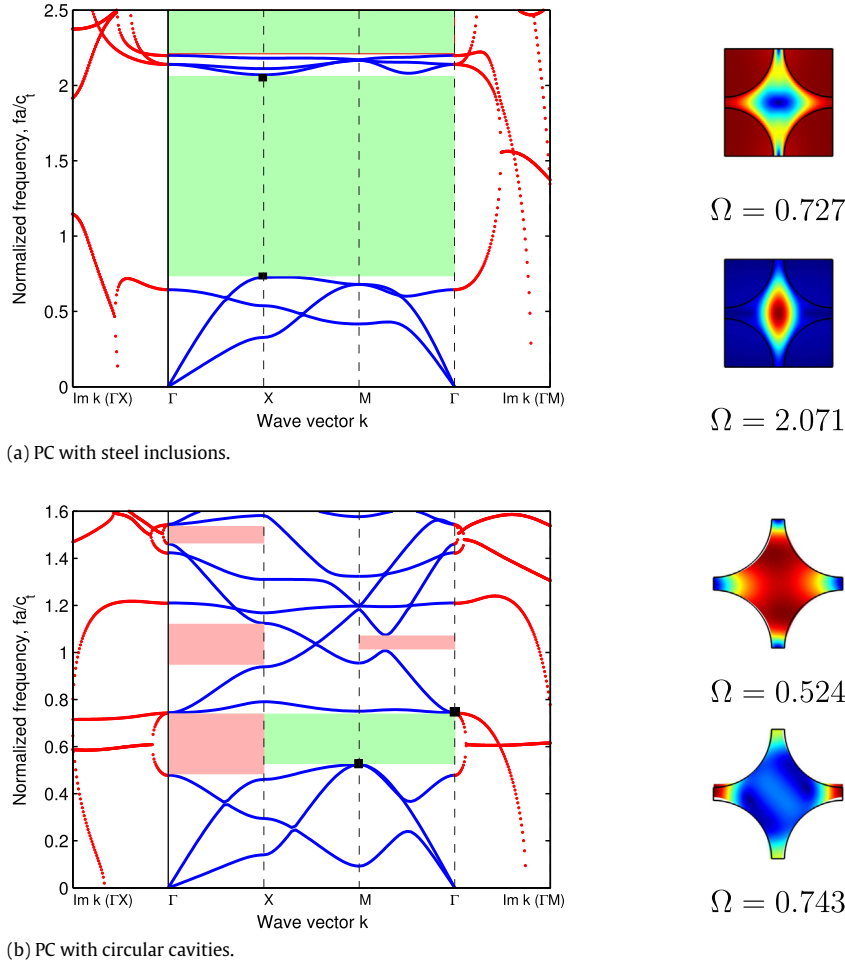 2.5
2
1.5
1
0.5
0
Normalized frequency, fa/c_t
Im k (ΓX)
Γ
X
M
Γ
Im k (ΓM)
Wave vector k
Ω = 0.727
Ω = 2.071
(a) PC with steel inclusions.
1.6
1.4
1.2
1
0.8
0.6
0.4
0.2
0
Normalized frequency, fa/c_t
Im k (ΓX)
Γ
X
M
Γ
Im k (ΓM)
Wave vector k
Ω = 0.524
Ω = 0.743
(b) PC with circular cavities.